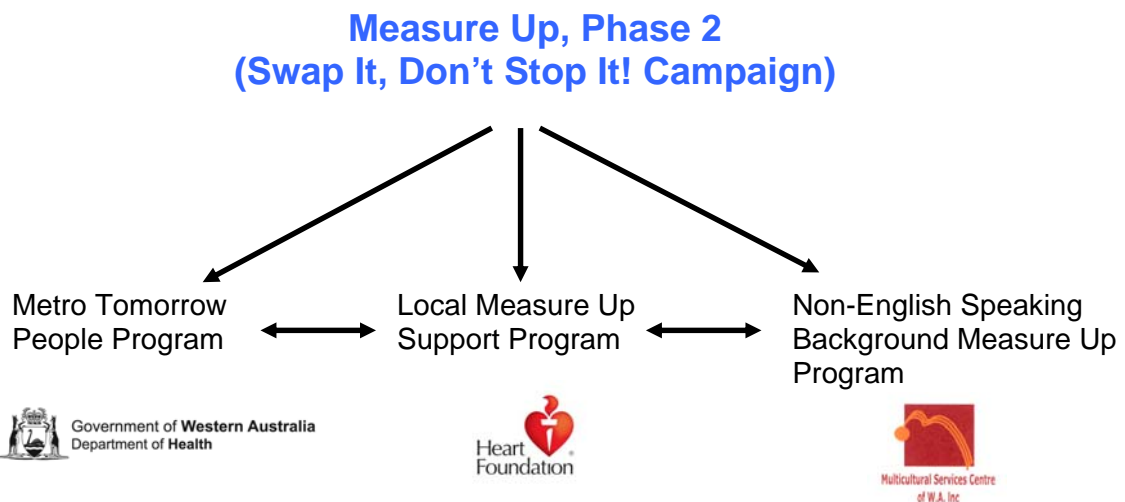 Measure Up, Phase 2
(Swap It, Don’t Stop It! Campaign)
Metro Tomorrow
People Program
Local Measure Up
Support Program
Non-English Speaking
Background Measure Up
Program
Government of Western Australia
Department of Health
Heart
Foundation
Multicultural Services Centre
of W.A. Inc